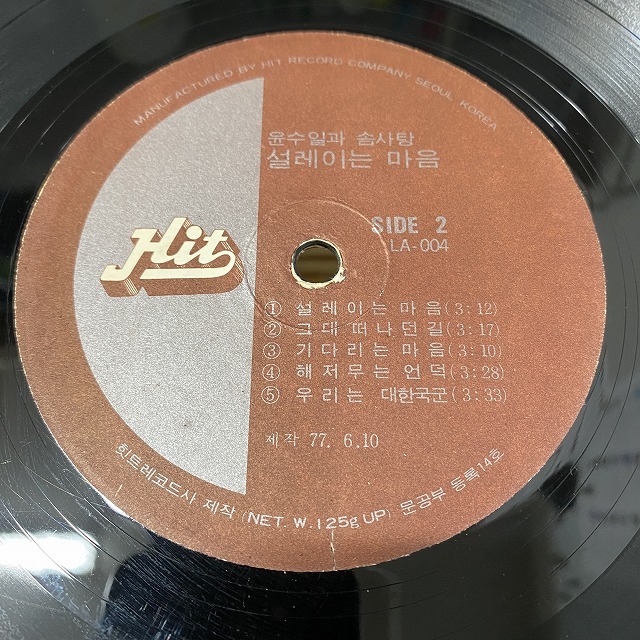 MANUFACTURED BY HIT RECORD COMPANY SEOUL KOREA
윤수일과 솜사탕
설레이는 마음
Hit
SIDE 2
LA-004
① 설레이는 마음(3:12)
② 그대 떠나던길(3:17)
③ 기다리는 마음(3:10)
④ 해저무는 언덕(3:28)
⑤ 우리는 대한국군(3:33)
제작 77. 6.10
힛트레코드사 제작 (NET. W. 125g UP) 문공부 등록 14호